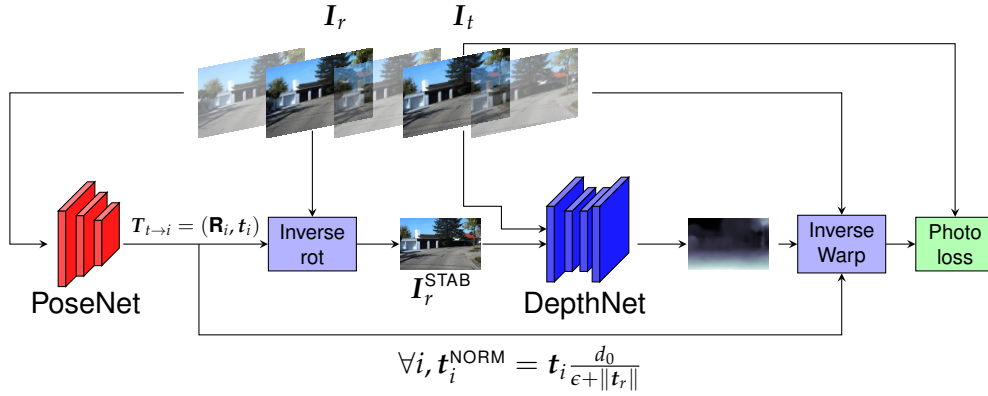 I_r I_t
T_{t→i} = (R_i, t_i)
Inverse
rot
Inverse
Warp
Photo
loss
PoseNet
I_r^{STAB}
DepthNet
∀i, t_i^{NORM} = t_i \frac{d_0}{ϵ+‖t_r‖}